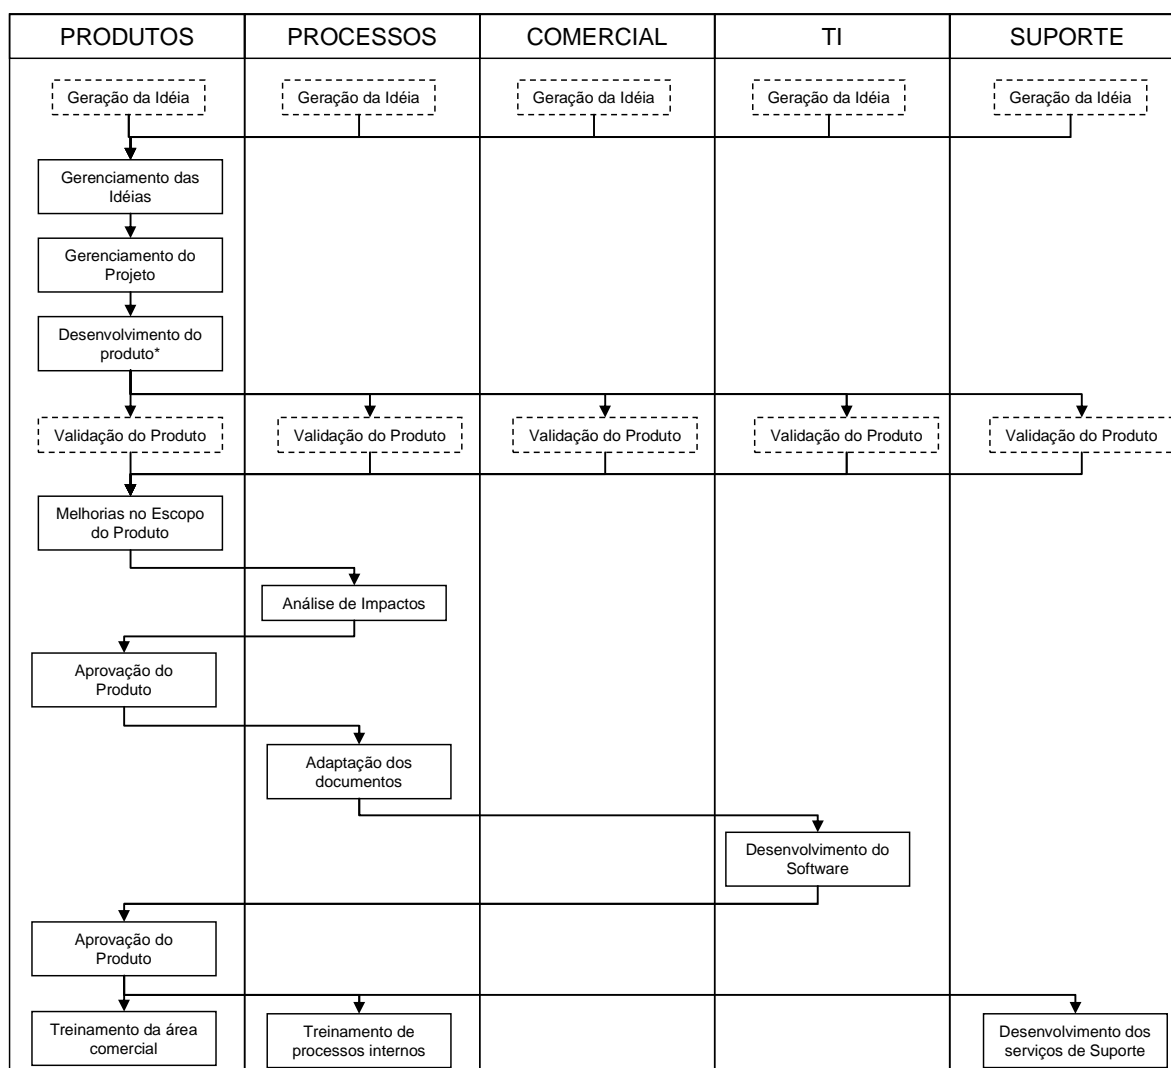 PRODUTOS
PROCESSOS
COMERCIAL
TI
SUPORTE
Geração da Idéia
Geração da Idéia
Geração da Idéia
Geração da Idéia
Geração da Idéia
Gerenciamento das
Idéias
Gerenciamento do
Projeto
Desenvolvimento do
produto*
Validação do Produto
Validação do Produto
Validação do Produto
Validação do Produto
Validação do Produto
Melhorias no Escopo
do Produto
Análise de Impactos
Aprovação do
Produto
Adaptação dos
documentos
Desenvolvimento do
Software
Aprovação do
Produto
Treinamento da área
comercial
Treinamento de
processos internos
Desenvolvimento dos
serviços de Suporte